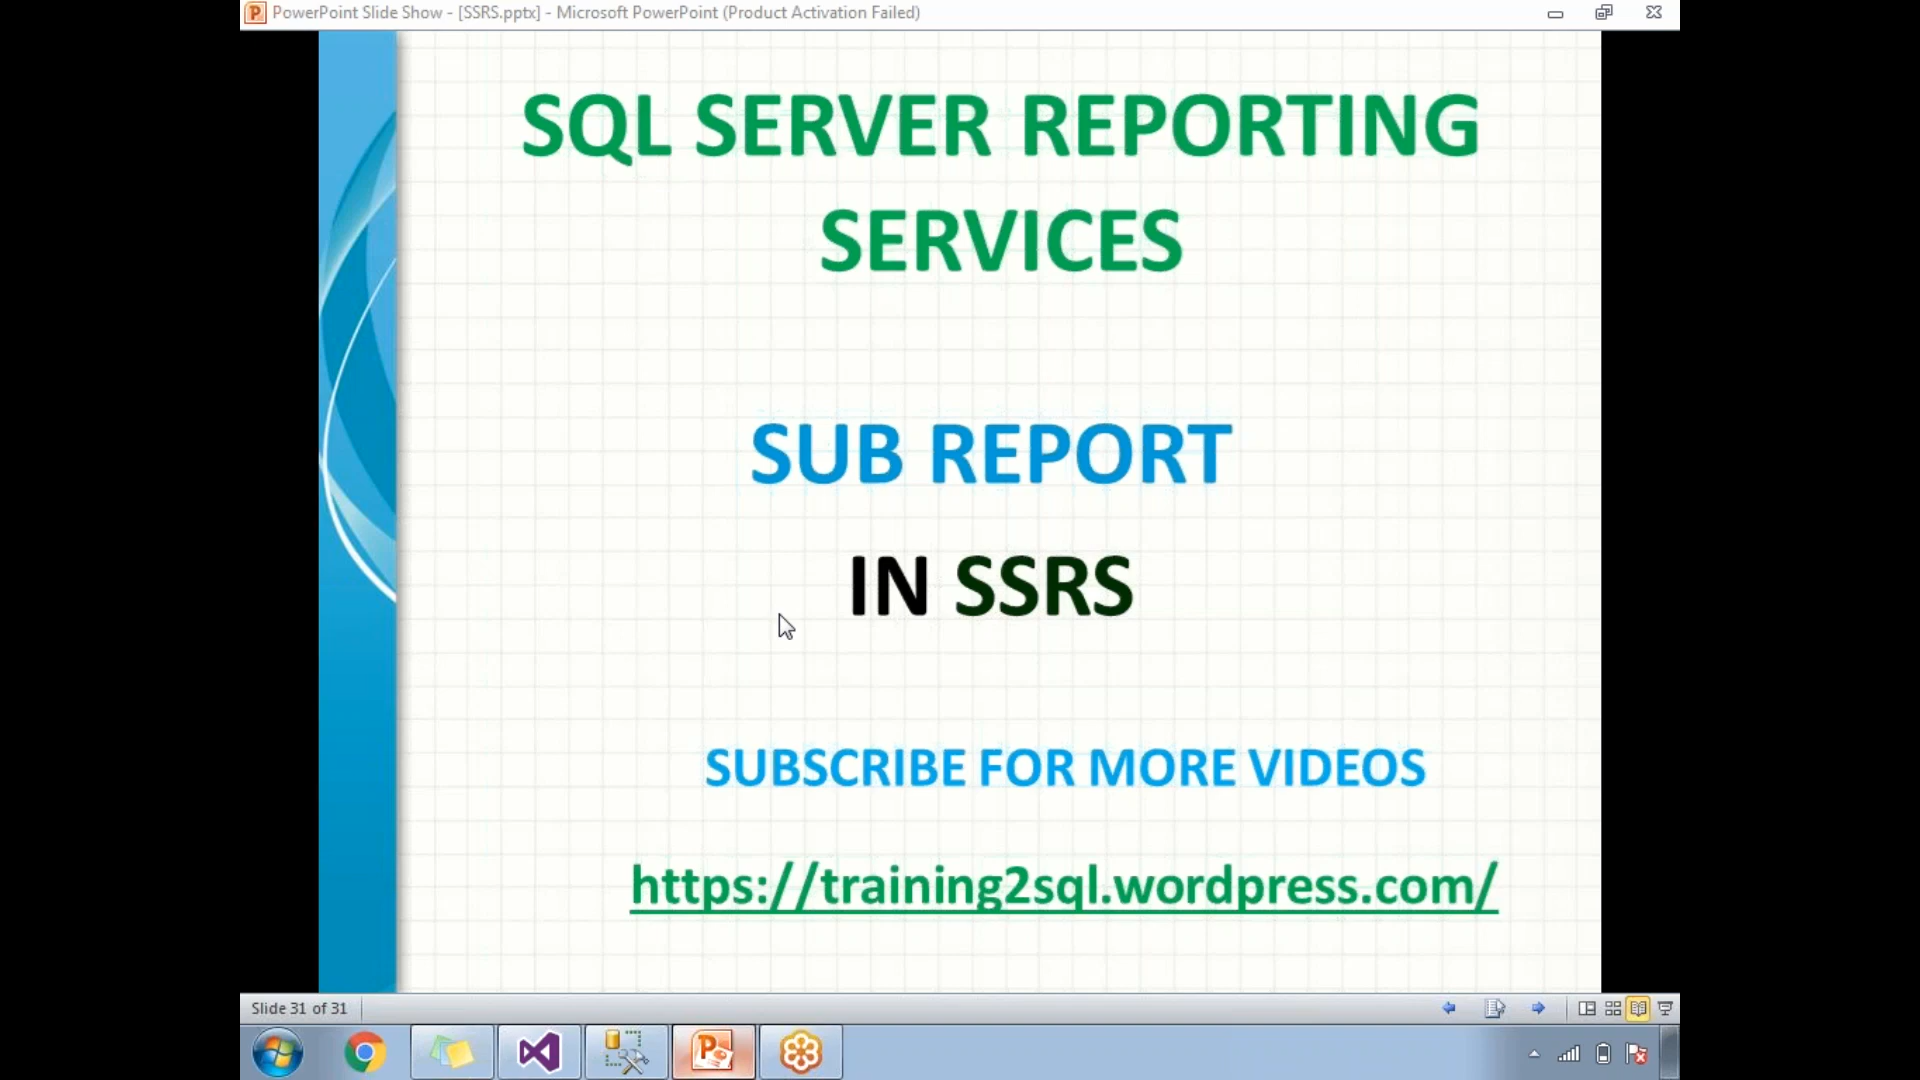 PowerPoint Slide Show - [SSRS.pptx] - Microsoft PowerPoint (Product Activation Failed)
SQL SERVER REPORTING
SERVICES
SUB REPORT
IN SSRS
SUBSCRIBE FOR MORE VIDEOS
https://training2sql.wordpress.com/
Slide 31 of 31